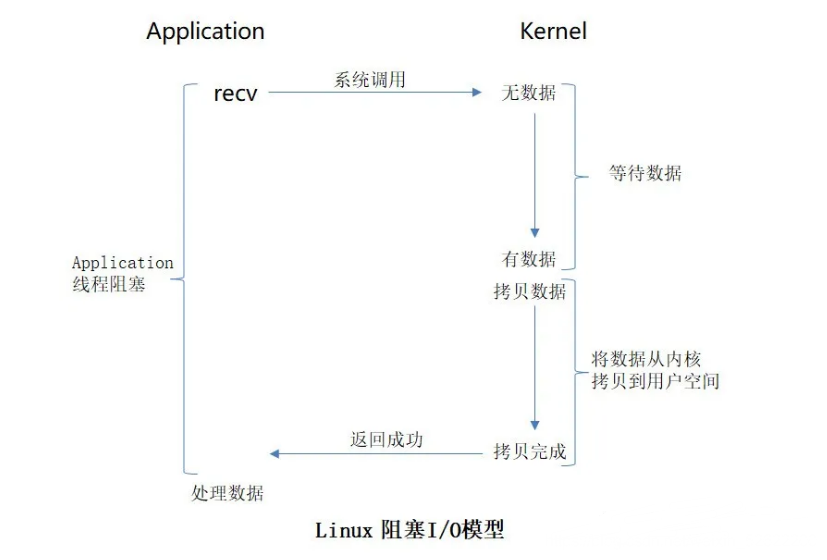 Application
Kernel
系统调用
recv
无数据
等待数据
有数据
Application
线程阻塞
拷贝数据
将数据从内核
拷贝到用户空间
返回成功
拷贝完成
处理数据
Linux 阻塞I/O模型